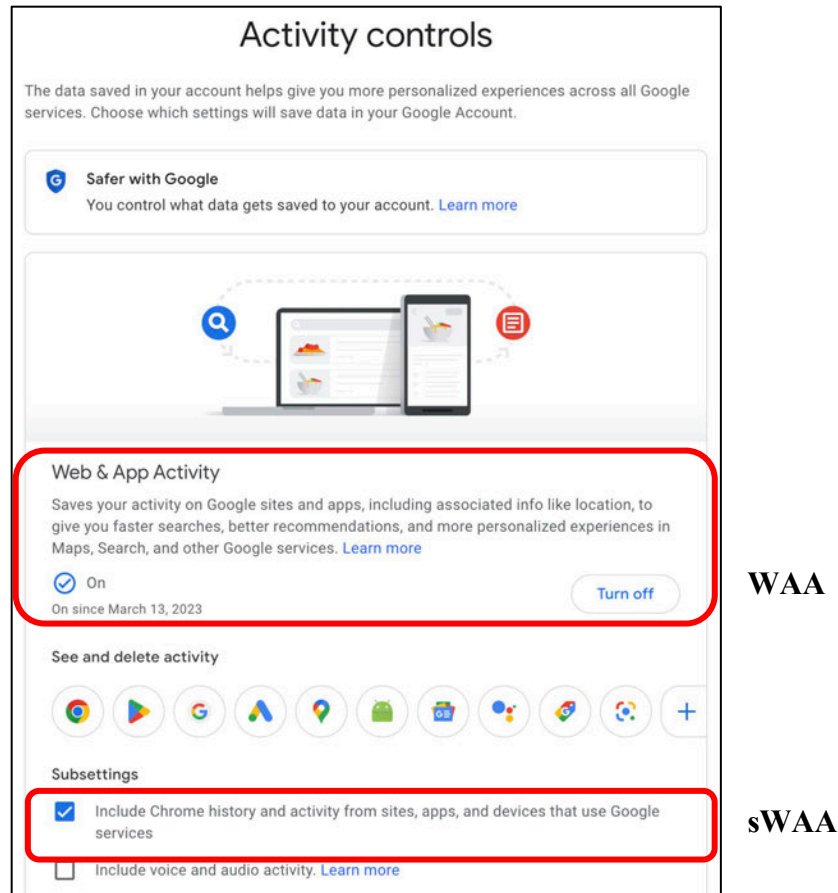 Activity controls
The data saved in your account helps give you more personalized experiences across all Google
services. Choose which settings will save data in your Google Account.
Safer with Google
You control what data gets saved to your account. Learn more
Web & App Activity
Saves your activity on Google sites and apps, including associated info like location, to
give you faster searches, better recommendations, and more personalized experiences in
Maps, Search, and other Google services. Learn more
On
On since March 13, 2023
Turn off
WAA
See and delete activity
Subsettings
Include Chrome history and activity from sites, apps, and devices that use Google
services
sWAA
Include voice and audio activity. Learn more